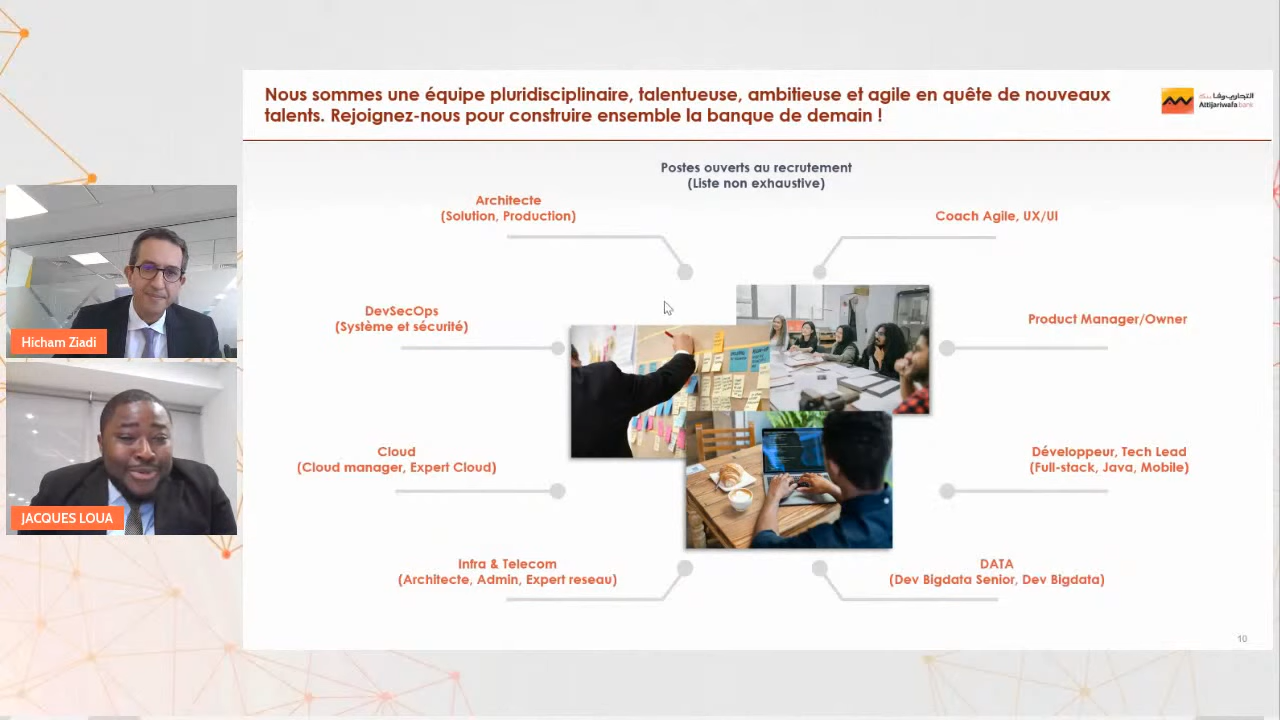 Nous sommes une équipe pluridisciplinaire, talentueuse, ambitieuse et agile en quête de nouveaux
talents. Rejoignez-nous pour construire ensemble la banque de demain !
التجاري وفا بنك
Attijariwafa bank
Postes ouverts au recrutement
(Liste non exhaustive)
Architecte
(Solution, Production)
Coach Agile, UX/UI
DevSecOps
(Système et sécurité)
Product Manager/Owner
Hicham Ziadi
Cloud
(Cloud manager, Expert Cloud)
Développeur, Tech Lead
(Full-stack, Java, Mobile)
JACQUES LOUA
Infra & Telecom
(Architecte, Admin, Expert reseau)
DATA
(Dev Bigdata Senior, Dev Bigdata)
10